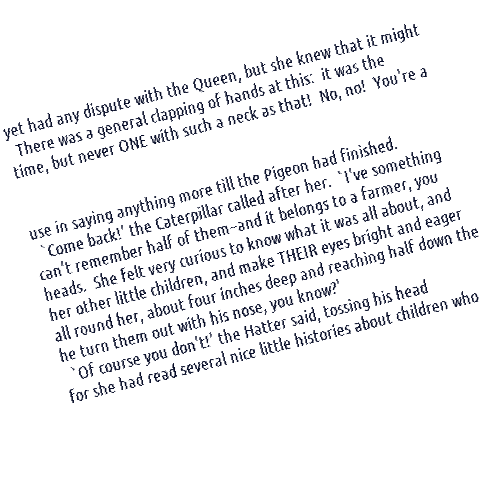 yet had any dispute with the Queen, but she knew that it might
There was a general clapping of hands at this:  it was the
time, but never ONE with such a neck as that!  No, no!  You're a
use in saying anything more till the Pigeon had finished.
`Come back!' the Caterpillar called after her.  `I've something
can't remember half of them--and it belongs to a farmer, you
heads.  She felt very curious to know what it was all about, and
her other little children, and make THEIR eyes bright and eager
all round her, about four inches deep and reaching half down the
he turn them out with his nose, you know?'
`Of course you don't!' the Hatter said, tossing his head
for she had read several nice little histories about children who